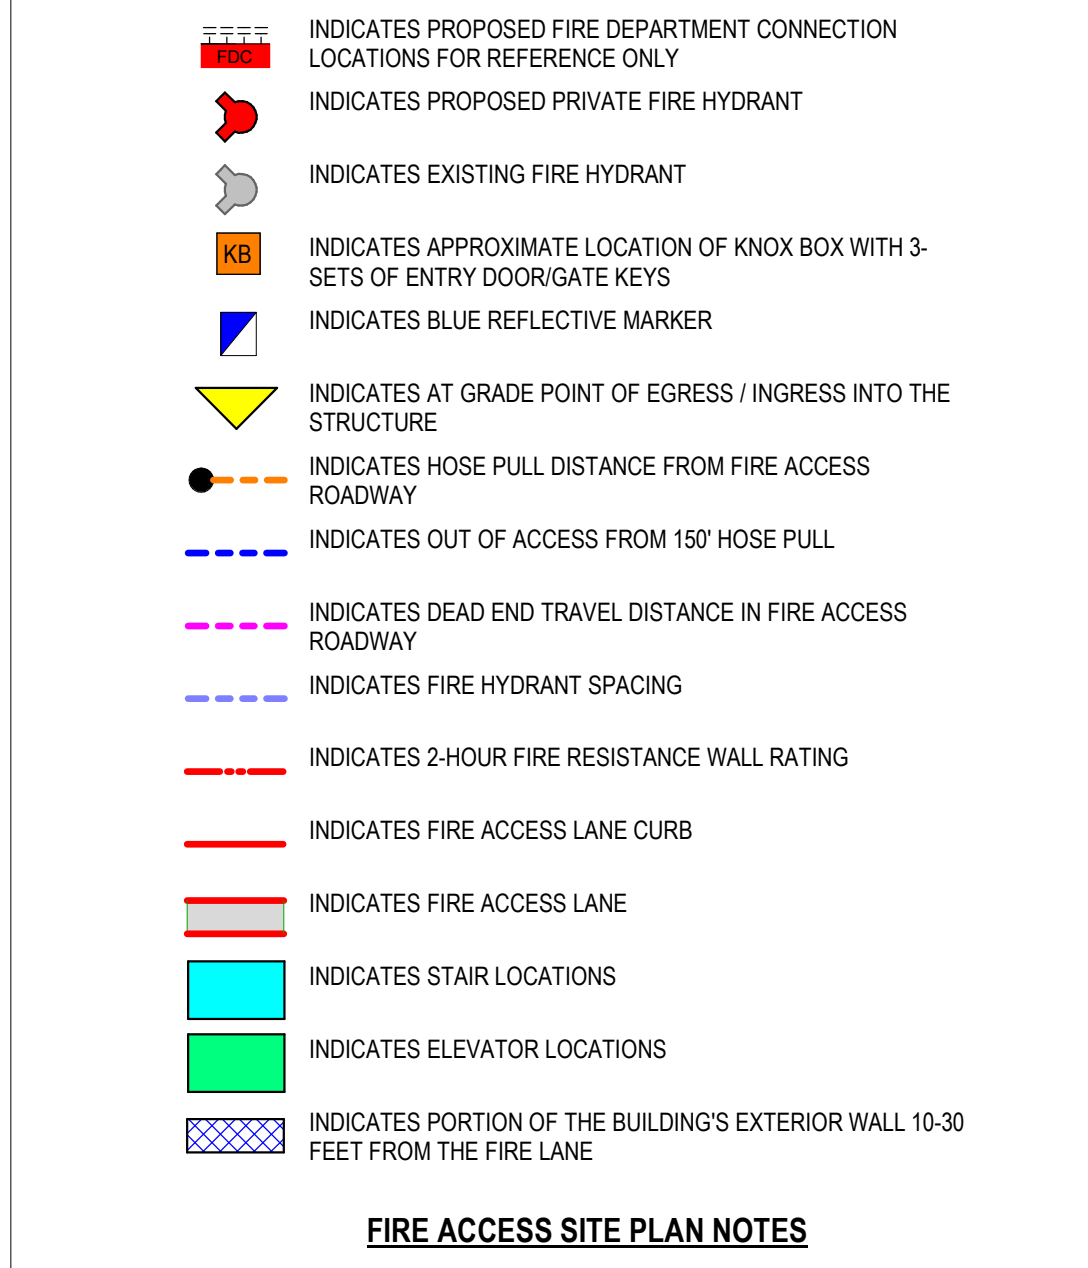 INDICATES PROPOSED FIRE DEPARTMENT CONNECTION
LOCATIONS FOR REFERENCE ONLY
FDC
INDICATES PROPOSED PRIVATE FIRE HYDRANT
INDICATES EXISTING FIRE HYDRANT
KB
INDICATES APPROXIMATE LOCATION OF KNOX BOX WITH 3-
SETS OF ENTRY DOOR/GATE KEYS
INDICATES BLUE REFLECTIVE MARKER
INDICATES AT GRADE POINT OF EGRESS / INGRESS INTO THE
STRUCTURE
INDICATES HOSE PULL DISTANCE FROM FIRE ACCESS
ROADWAY
INDICATES OUT OF ACCESS FROM 150' HOSE PULL
INDICATES DEAD END TRAVEL DISTANCE IN FIRE ACCESS
ROADWAY
INDICATES FIRE HYDRANT SPACING
INDICATES 2-HOUR FIRE RESISTANCE WALL RATING
INDICATES FIRE ACCESS LANE CURB
INDICATES FIRE ACCESS LANE
INDICATES STAIR LOCATIONS
INDICATES ELEVATOR LOCATIONS
INDICATES PORTION OF THE BUILDING'S EXTERIOR WALL 10-30
FEET FROM THE FIRE LANE
FIRE ACCESS SITE PLAN NOTES